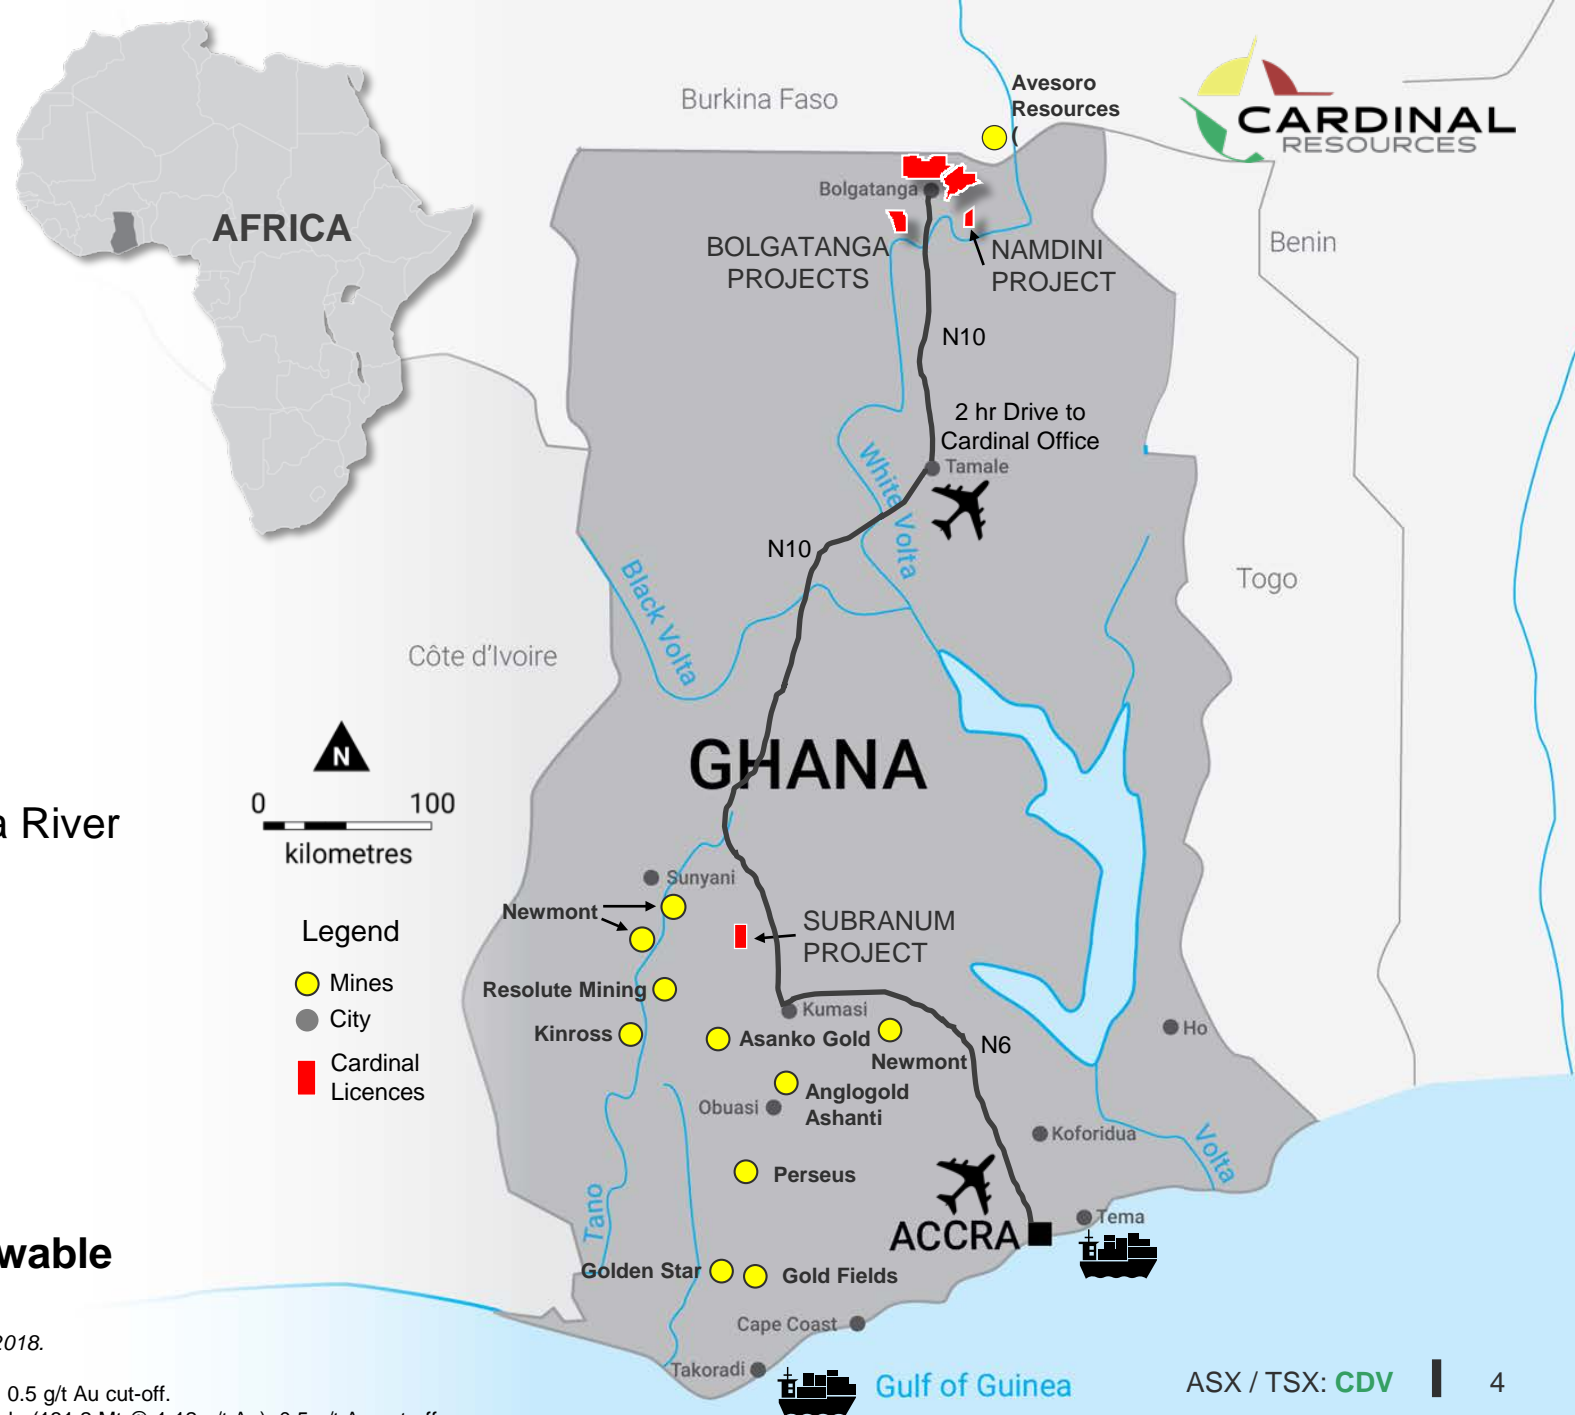 Burkina Faso
Avesoro
Resources
(
CARDINAL
RESOURCES
AFRICA
Bolgatanga
BOLGATANGA
PROJECTS
NAMDINI
PROJECT
Benin
N10
2 hr Drive to
Cardinal Office
Tamale
White Volta
N10
Black Volta
Togo
Côte d'Ivoire
N
GHANA
0 100
kilometres
a River
Sunyani
Newmont
SUBRANUM
PROJECT
Legend
Mines
City
Cardinal
Licences
Resolute Mining
Kumasi
Kinross
Asanko Gold
Newmont
N6
Ho
Anglogold
Ashanti
Obuasi
Koforidua
Volta
Perseus
Tano
ACCRA
Tema
wable
Golden Star
Gold Fields
Cape Coast
2018.
Takoradi
Gulf of Guinea
ASX / TSX: CDV
4
0.5 g/t Au cut-off.